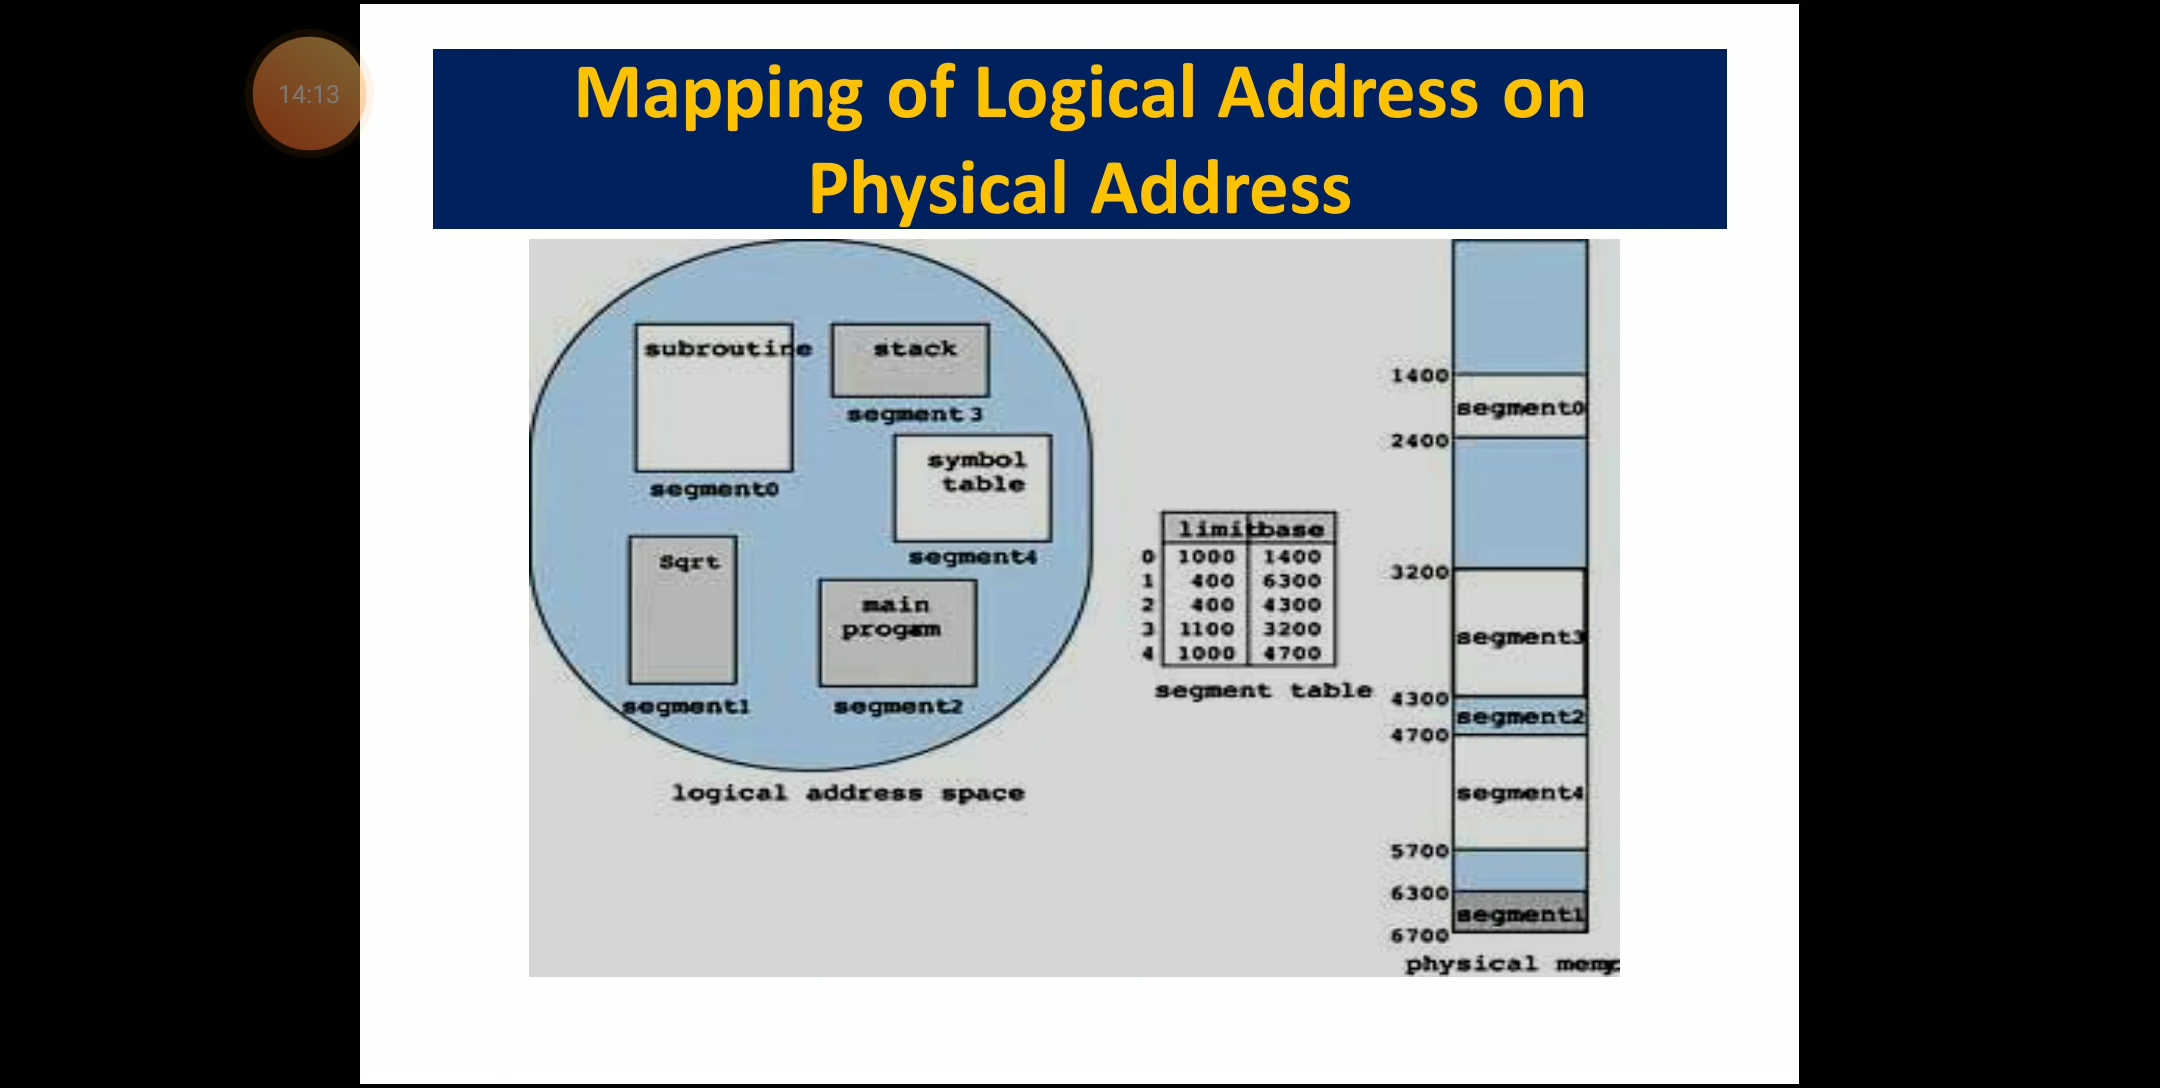 14:13
Mapping of Logical Address on
Physical Address
subroutine
segment0
stack
segment 3
symbol
table
segment4
Sqrt
segment1
main
progam
segment2
logical address space
limit base
0 1000 1400
1 400 6300
2 400 4300
3 1100 3200
4 1000 4700
segment table
1400
segment0
2400
3200
segment3
4300
segment2
4700
segment4
5700
6300
segment1
6700
physical